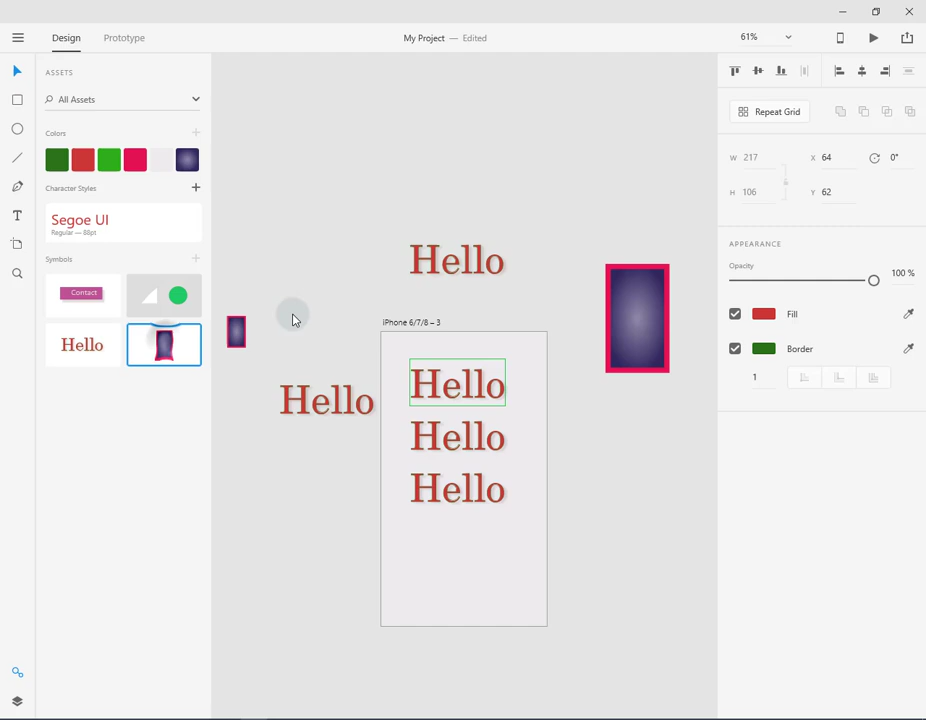 Design Prototype My Project — Edited 61%
ASSETS
All Assets
Colors
Character Styles
Segoe UI
Regular — 88pt
Symbols
Contact
Hello
Hello
Hello
iPhone 6/7/8 – 3
Hello
Hello
Hello
Repeat Grid
W 217 X 64 0°
H 106 Y 62
APPEARANCE
Opacity
100 %
Fill
Border
1